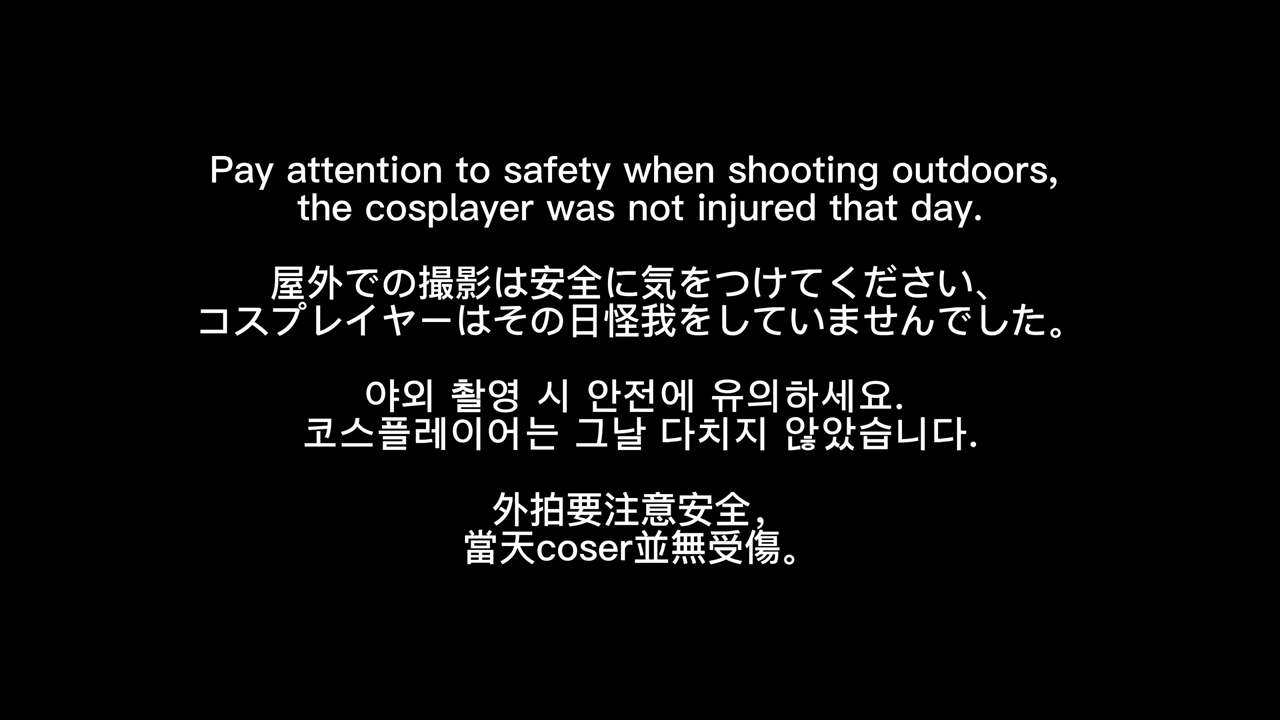 Pay attention to safety when shooting outdoors,
the cosplayer was not injured that day.
屋外での撮影は安全に気をつけてください、
コスプレイヤーはその日怪我をしていませんでした。
야외 촬영 시 안전에 유의하세요.
코스플레이어는 그날 다치지 않았습니다.
外拍要注意安全，
當天coser並無受傷。